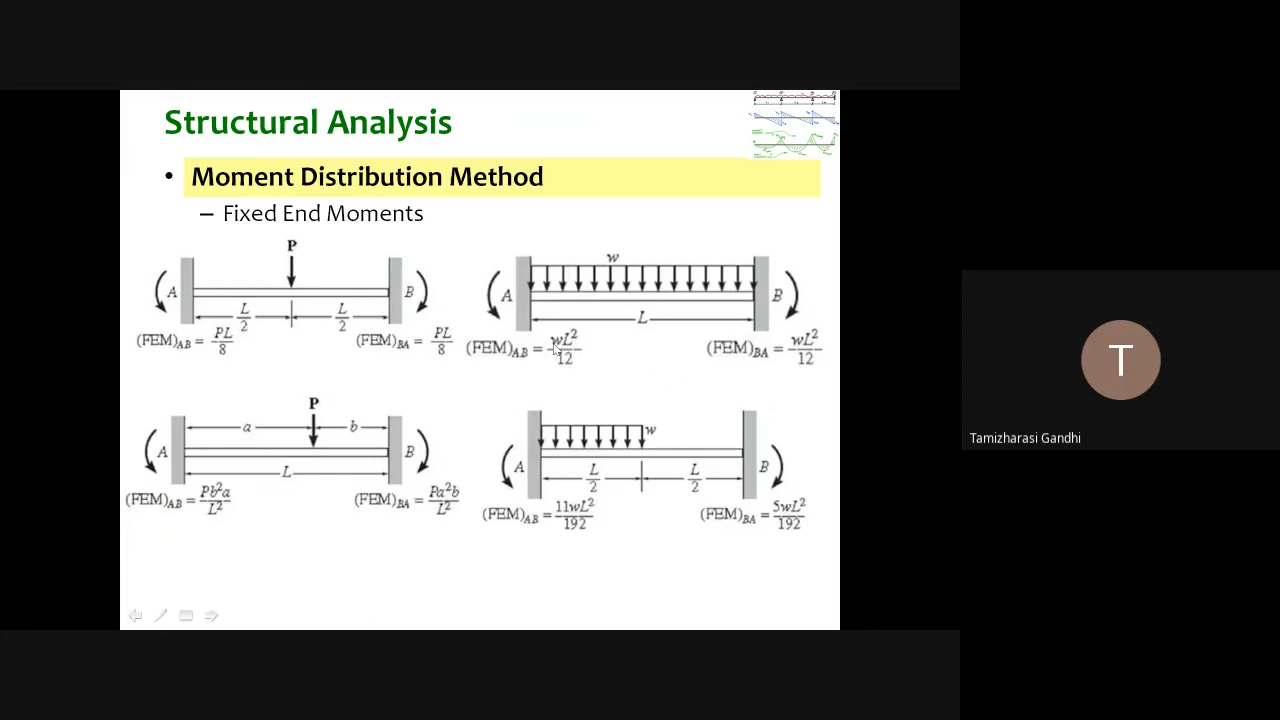 Structural Analysis
• Moment Distribution Method
– Fixed End Moments
P
A
B
L/2
L/2
(FEM)AB = PL/8
(FEM)BA = PL/8
w
A
B
L
(FEM)AB = wL²/12
(FEM)BA = wL²/12
P
a
b
A
B
L
(FEM)AB = Pb²a/L²
(FEM)BA = Pa²b/L²
w
A
B
L/2
L/2
(FEM)AB = 11wL²/192
(FEM)BA = 5wL²/192
T
Tamizharasi Gandhi